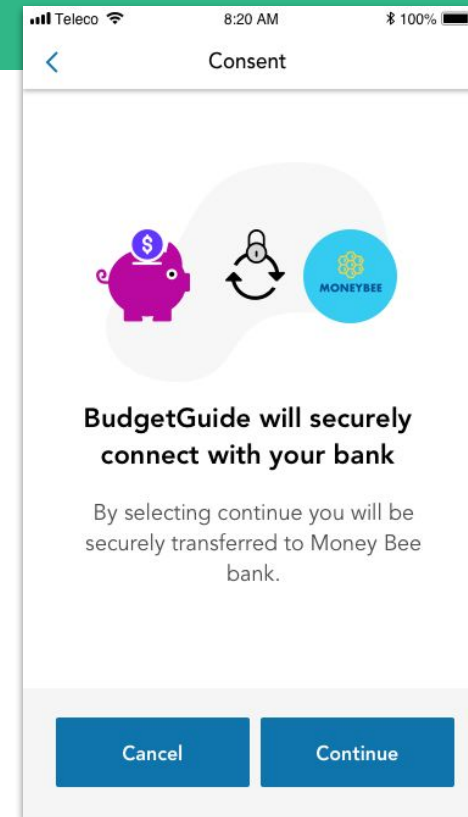 Teleco 8:20 AM 100%
Consent
$
MONEYBEE
BudgetGuide will securely
connect with your bank
By selecting continue you will be
securely transferred to Money Bee
bank.
Cancel Continue